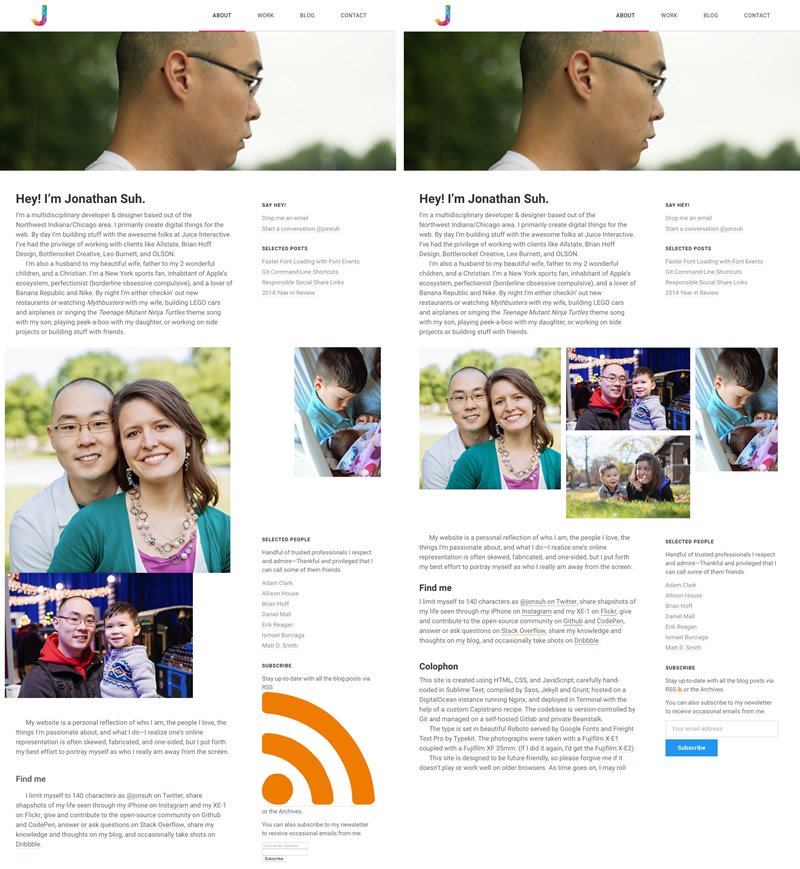 J
ABOUT WORK BLOG CONTACT
Hey! I'm Jonathan Suh.
I'm a multidisciplinary developer & designer based out of the
Northwest Indiana/Chicago area. I primarily create digital things for the
web. By day I'm building stuff with the awesome folks at Juice Interactive.
I've had the privilege of working with clients like Allstate, Brian Hoff
Design, Bottlerocket Creative, Leo Burnett, and OLSON.
I'm also a husband to my beautiful wife, father to my 2 wonderful
children, and a Christian. I'm a New York sports fan, inhabitant of Apple's
ecosystem, perfectionist (borderline obsessive compulsive), and a lover of
Banana Republic and Nike. By night I'm either checkin' out new
restaurants or watching Mythbusters with my wife, building LEGO cars
and airplanes or singing the Teenage Mutant Ninja Turtles theme song
with my son, playing peek-a-boo with my daughter, or working on side
projects or building stuff with friends.
SAY HEY!
Drop me an email
Start a conversation @jonsuh
SELECTED POSTS
Faster Font Loading with Font Events
Git Command-Line Shortcuts
Responsible Social Share Links
2014 Year in Review
My website is a personal reflection of who I am, the people I love, the
things I'm passionate about, and what I do—I realize one's online
representation is often skewed, fabricated, and one-sided, but I put forth
my best effort to portray myself as who I really am away from the screen.
Find me
I limit myself to 140 characters as @jonsuh on Twitter, share
shapshots of my life seen through my iPhone on Instagram and my XE-1
on Flickr, give and contribute to the open-source community on Github
and CodePen, answer or ask questions on Stack Overflow, share my
knowledge and thoughts on my blog, and occasionally take shots on
Dribbble.
SELECTED PEOPLE
Handful of trusted professionals I respect
and admire—Thankful and privileged that I
can call some of them friends.
Adam Clark
Allison House
Brian Hoff
Daniel Mall
Erik Reagan
Ismael Burciaga
Matt D. Smith
SUBSCRIBE
Stay up-to-date with all the blog posts via
RSS
or the Archives.
You can also subscribe to my newsletter
to receive occasional emails from me.
Your email address
Subscribe
J
ABOUT WORK BLOG CONTACT
Hey! I'm Jonathan Suh.
I'm a multidisciplinary developer & designer based out of the
Northwest Indiana/Chicago area. I primarily create digital things for the
web. By day I'm building stuff with the awesome folks at Juice Interactive.
I've had the privilege of working with clients like Allstate, Brian Hoff
Design, Bottlerocket Creative, Leo Burnett, and OLSON.
I'm also a husband to my beautiful wife, father to my 2 wonderful
children, and a Christian. I'm a New York sports fan, inhabitant of Apple's
ecosystem, perfectionist (borderline obsessive compulsive), and a lover of
Banana Republic and Nike. By night I'm either checkin' out new
restaurants or watching Mythbusters with my wife, building LEGO cars
and airplanes or singing the Teenage Mutant Ninja Turtles theme song
with my son, playing peek-a-boo with my daughter, or working on side
projects or building stuff with friends.
SAY HEY!
Drop me an email
Start a conversation @jonsuh
SELECTED POSTS
Faster Font Loading with Font Events
Git Command-Line Shortcuts
Responsible Social Share Links
2014 Year in Review
My website is a personal reflection of who I am, the people I love, the
things I'm passionate about, and what I do—I realize one's online
representation is often skewed, fabricated, and one-sided, but I put forth
my best effort to portray myself as who I really am away from the screen.
Find me
I limit myself to 140 characters as @jonsuh on Twitter, share shapshots of
my life seen through my iPhone on Instagram and my XE-1 on Flickr, give
and contribute to the open-source community on Github and CodePen,
answer or ask questions on Stack Overflow, share my knowledge and
thoughts on my blog, and occasionally take shots on Dribbble.
Colophon
This site is created using HTML, CSS, and JavaScript; carefully hand-
coded in Sublime Text; compiled by Sass, Jekyll and Grunt; hosted on a
DigitalOcean instance running Nginx; and deployed in Terminal with the
help of a custom Capistrano recipe. The codebase is version-controlled by
Git and managed on a self-hosted Gitlab and private Beanstalk.
The type is set in beautiful Roboto served by Google Fonts and Freight
Text Pro by Typekit. The photographs were taken with a Fujifilm X-E1
coupled with a Fujifilm XF 35mm. (If I did it again, I'd get the Fujifilm X-E2)
This site is designed to be future-friendly, so please forgive me if it
doesn't play or work well on older browsers. As time goes on, I may roll
SELECTED PEOPLE
Handful of trusted professionals I respect
and admire—Thankful and privileged that I
can call some of them friends.
Adam Clark
Allison House
Brian Hoff
Daniel Mall
Erik Reagan
Ismael Burciaga
Matt D. Smith
SUBSCRIBE
Stay up-to-date with all the blog posts via
RSS or the Archives.
You can also subscribe to my newsletter
to receive occasional emails from me.
Your email address
Subscribe